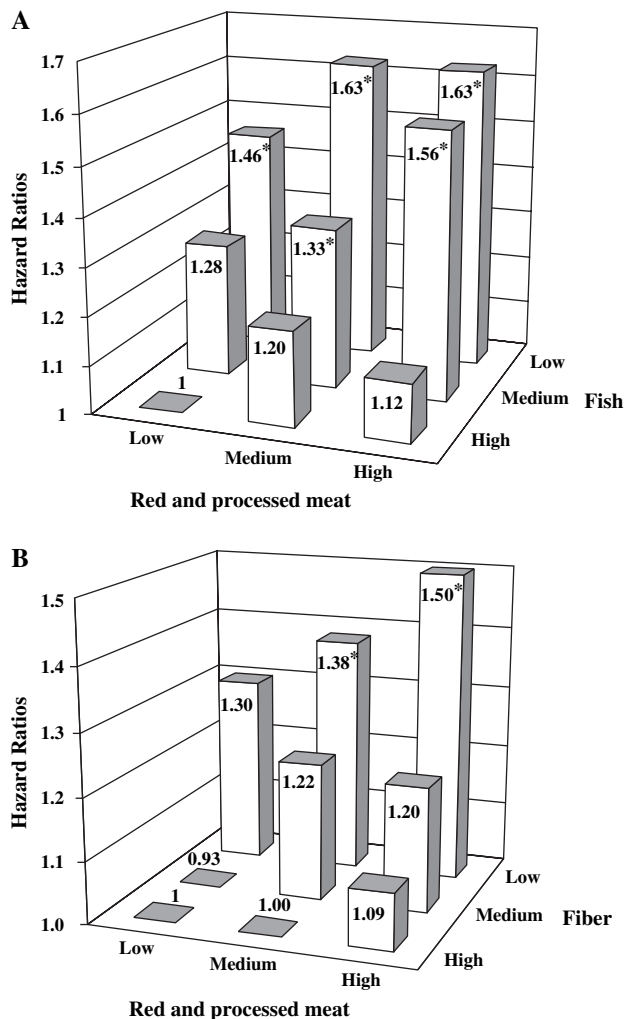 A
1.7
1.6
1.5
1.4
1.3
1.2
1.1
1
Hazard Ratios
1.63*
1.63*
1.46*
1.56*
1.33*
1.28
1.20
1.12
1
Low
Medium
High
Low
Medium
High
Fish
Red and processed meat
B
1.5
1.4
1.3
1.2
1.1
1.0
Hazard Ratios
1.50*
1.38*
1.30
1.22
1.20
0.93
1
1.00
1.09
Low
Medium
High
Low
Medium
High
Fiber
Red and processed meat